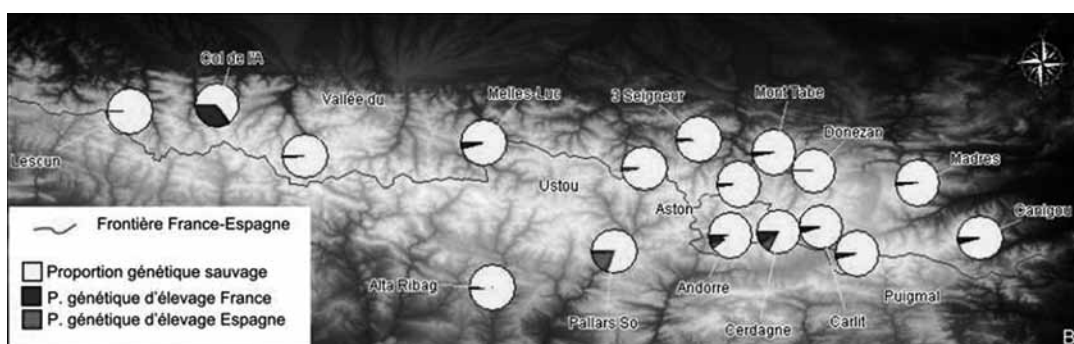 Col de l'A
Vallée du
Melles-Luc
3 Seigneur
Mont Tabe
Donezan
Lescun
Madres
Ustou
Aston
Canigou
Frontière France-Espagne
Proportion génétique sauvage
P. génétique d'élevage France
P. génétique d'élevage Espagne
Alta Ribag
Andorre
Puigmal
Pallars So
Cerdagne
Carlit
B